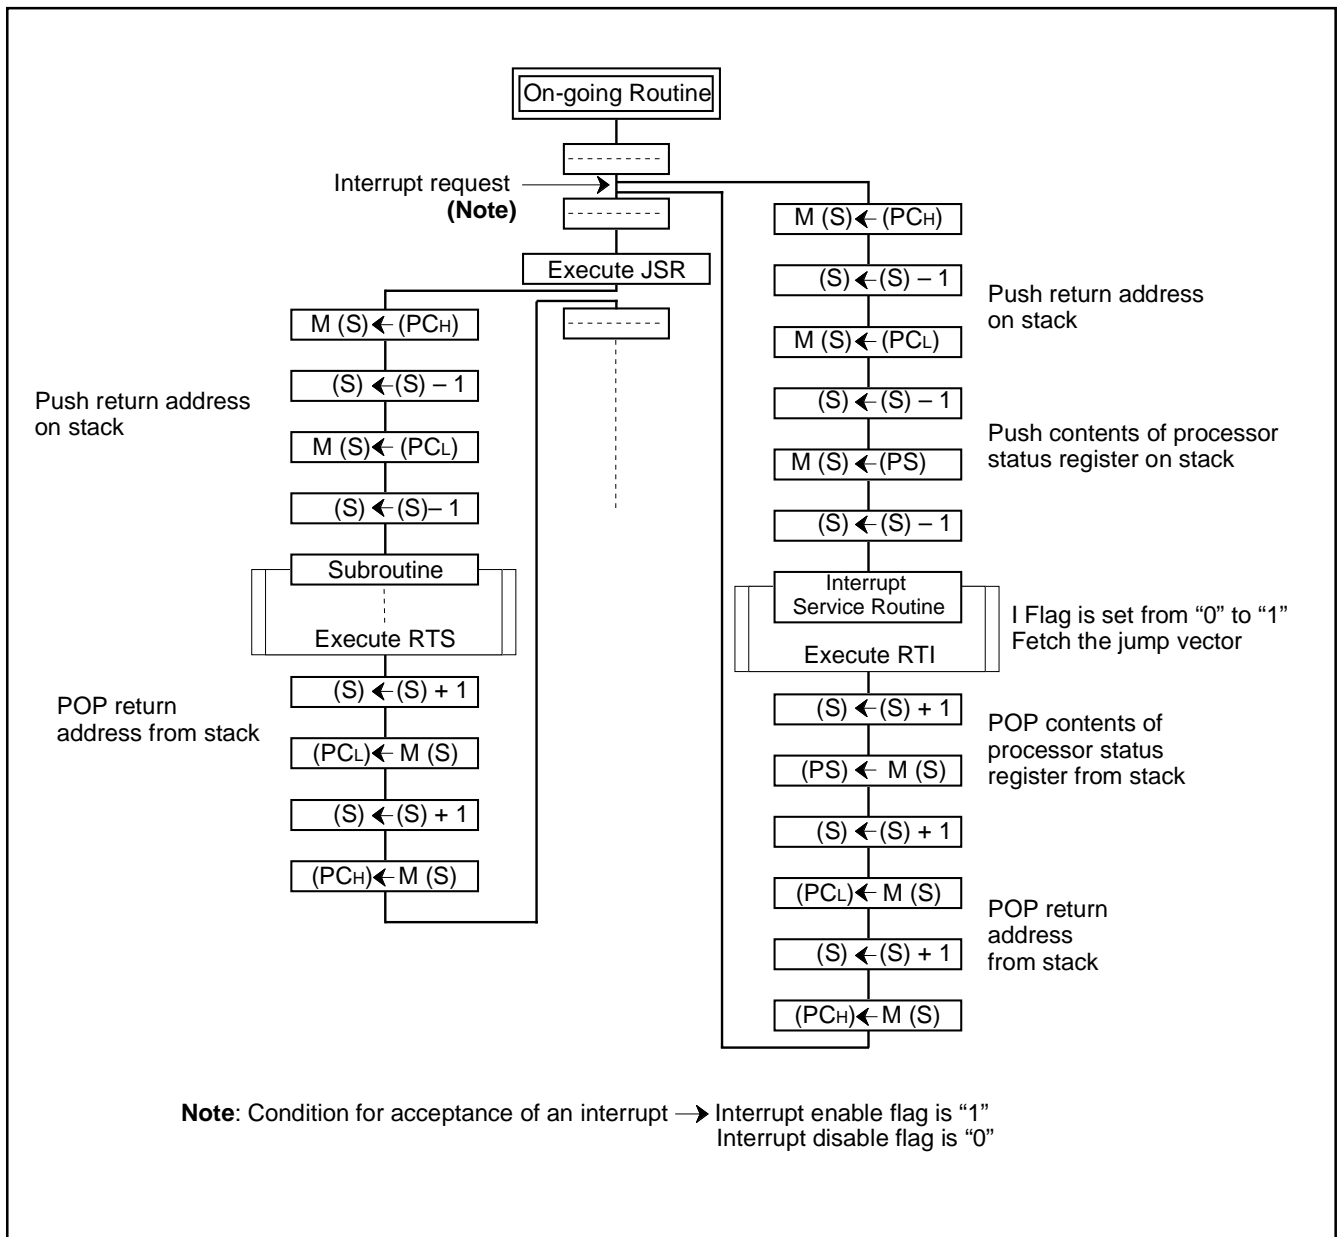 On-going Routine
Interrupt request
(Note)
Execute JSR
M (S) ← (PCH)
(S) ← (S) – 1
M (S) ← (PCL)
(S) ← (S)– 1
Push return address
on stack
Subroutine
Execute RTS
(S) ← (S) + 1
(PCL) ← M (S)
(S) ← (S) + 1
(PCH) ← M (S)
POP return
address from stack
M (S) ← (PCH)
(S) ← (S) – 1
M (S) ← (PCL)
(S) ← (S) – 1
M (S) ← (PS)
(S) ← (S) – 1
Push return address
on stack
Push contents of processor
status register on stack
Interrupt
Service Routine
Execute RTI
I Flag is set from “0” to “1”
Fetch the jump vector
(S) ← (S) + 1
(PS) ← M (S)
(S) ← (S) + 1
(PCL) ← M (S)
(S) ← (S) + 1
(PCH) ← M (S)
POP contents of
processor status
register from stack
POP return
address
from stack
Note: Condition for acceptance of an interrupt → Interrupt enable flag is “1”
Interrupt disable flag is “0”